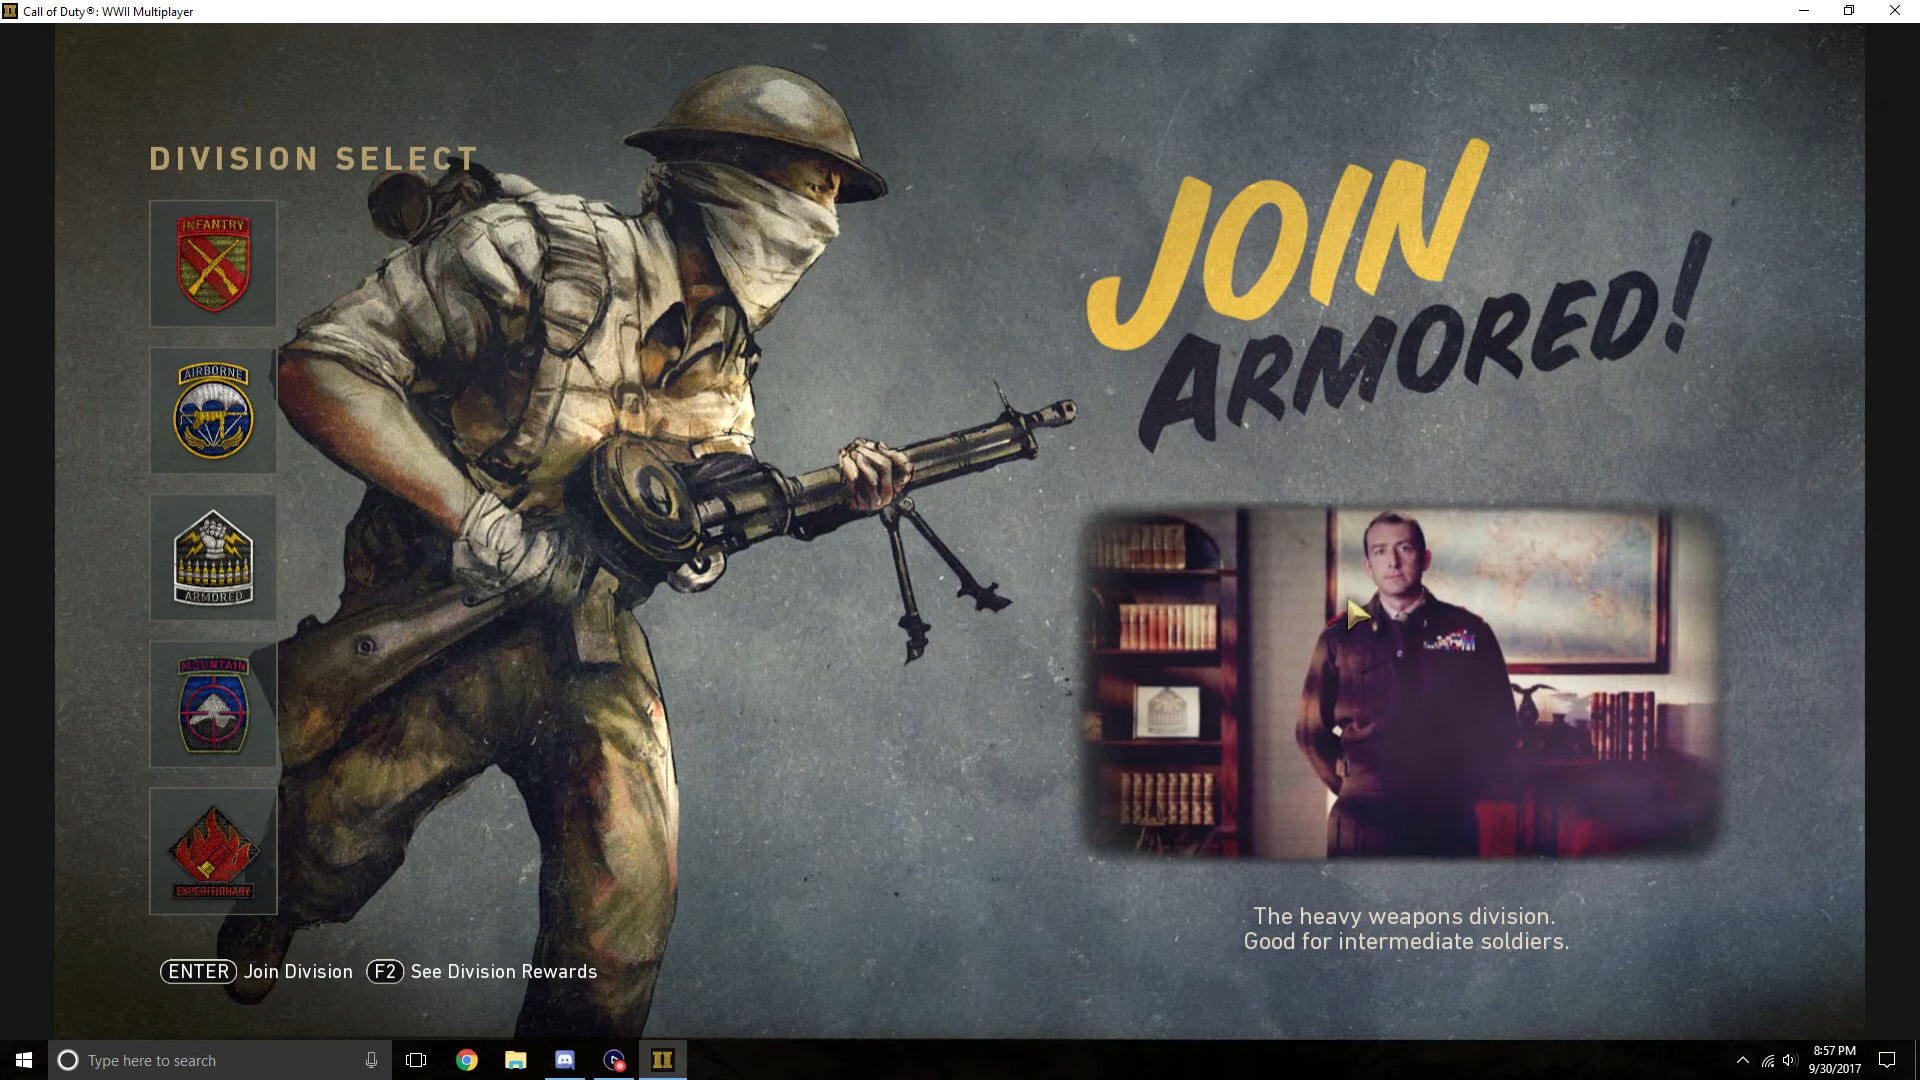 Call of Duty®: WWII Multiplayer
DIVISION SELECT
INFANTRY
AIRBORNE
ARMORED
MOUNTAIN
EXPEDITIONARY
JOIN
ARMORED!
The heavy weapons division.
Good for intermediate soldiers.
ENTER Join Division F2 See Division Rewards
Type here to search
II
8:57 PM
9/30/2017